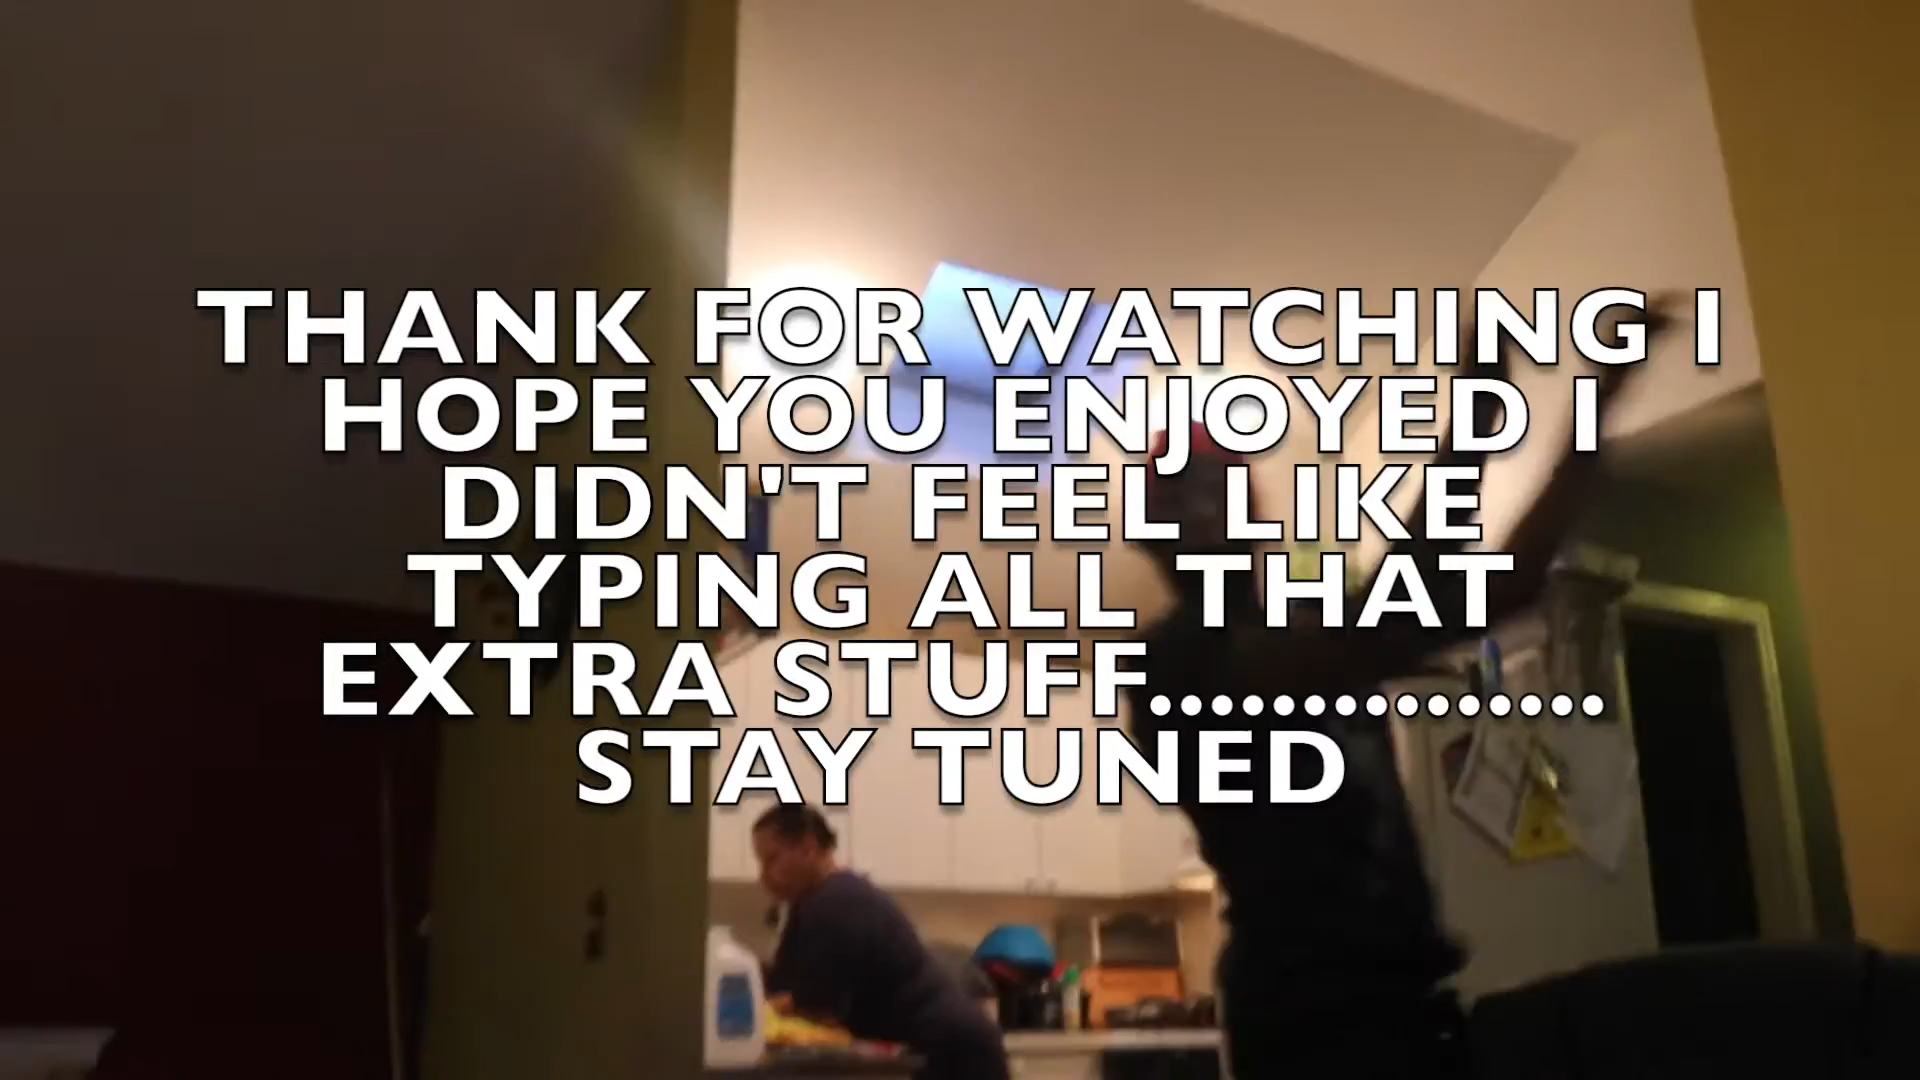 THANK FOR WATCHING I
HOPE YOU ENJOYED I
DIDN'T FEEL LIKE
TYPING ALL THAT
EXTRA STUFF...............
STAY TUNED